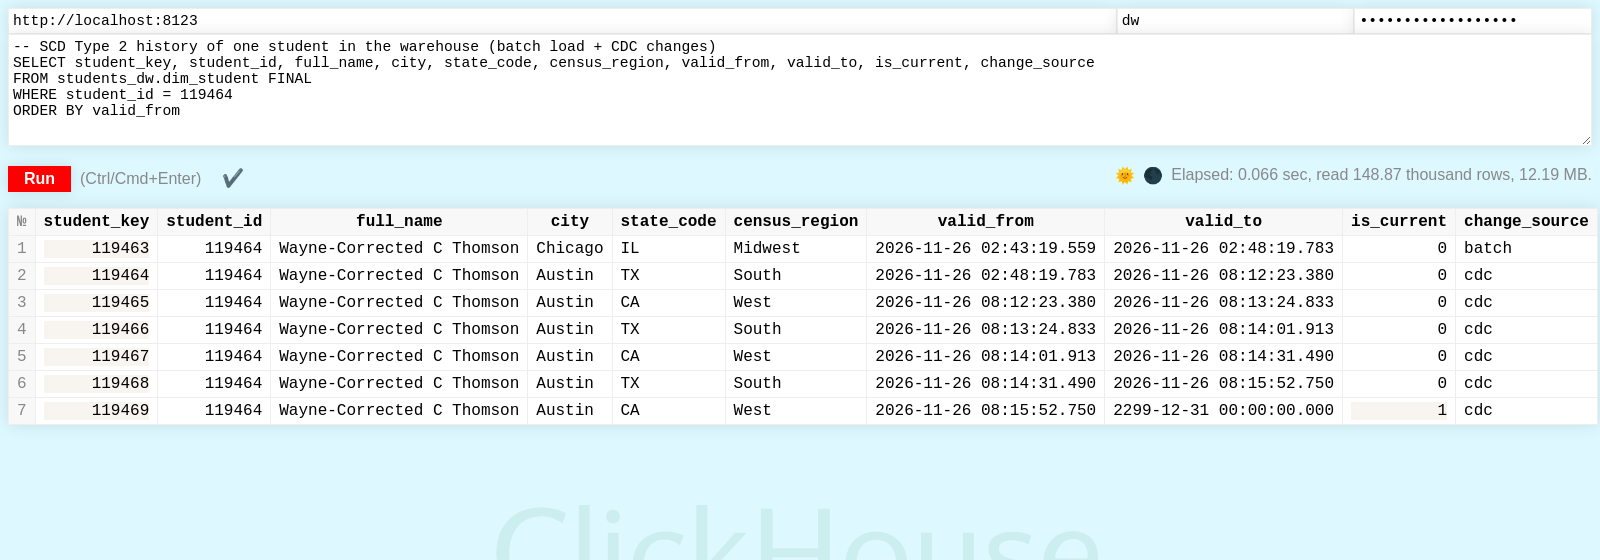 http://localhost:8123 dw ••••••••••••••••••
-- SCD Type 2 history of one student in the warehouse (batch load + CDC changes)
SELECT student_key, student_id, full_name, city, state_code, census_region, valid_from, valid_to, is_current, change_source
FROM students_dw.dim_student FINAL
WHERE student_id = 119464
ORDER BY valid_from
Run (Ctrl/Cmd+Enter) ✔ 🌞 🌑 Elapsed: 0.066 sec, read 148.87 thousand rows, 12.19 MB.
№ student_key student_id full_name city state_code census_region valid_from valid_to is_current change_source
1 119463 119464 Wayne-Corrected C Thomson Chicago IL Midwest 2026-11-26 02:43:19.559 2026-11-26 02:48:19.783 0 batch
2 119464 119464 Wayne-Corrected C Thomson Austin TX South 2026-11-26 02:48:19.783 2026-11-26 08:12:23.380 0 cdc
3 119465 119464 Wayne-Corrected C Thomson Austin CA West 2026-11-26 08:12:23.380 2026-11-26 08:13:24.833 0 cdc
4 119466 119464 Wayne-Corrected C Thomson Austin TX South 2026-11-26 08:13:24.833 2026-11-26 08:14:01.913 0 cdc
5 119467 119464 Wayne-Corrected C Thomson Austin CA West 2026-11-26 08:14:01.913 2026-11-26 08:14:31.490 0 cdc
6 119468 119464 Wayne-Corrected C Thomson Austin TX South 2026-11-26 08:14:31.490 2026-11-26 08:15:52.750 0 cdc
7 119469 119464 Wayne-Corrected C Thomson Austin CA West 2026-11-26 08:15:52.750 2299-12-31 00:00:00.000 1 cdc
ClickHouse